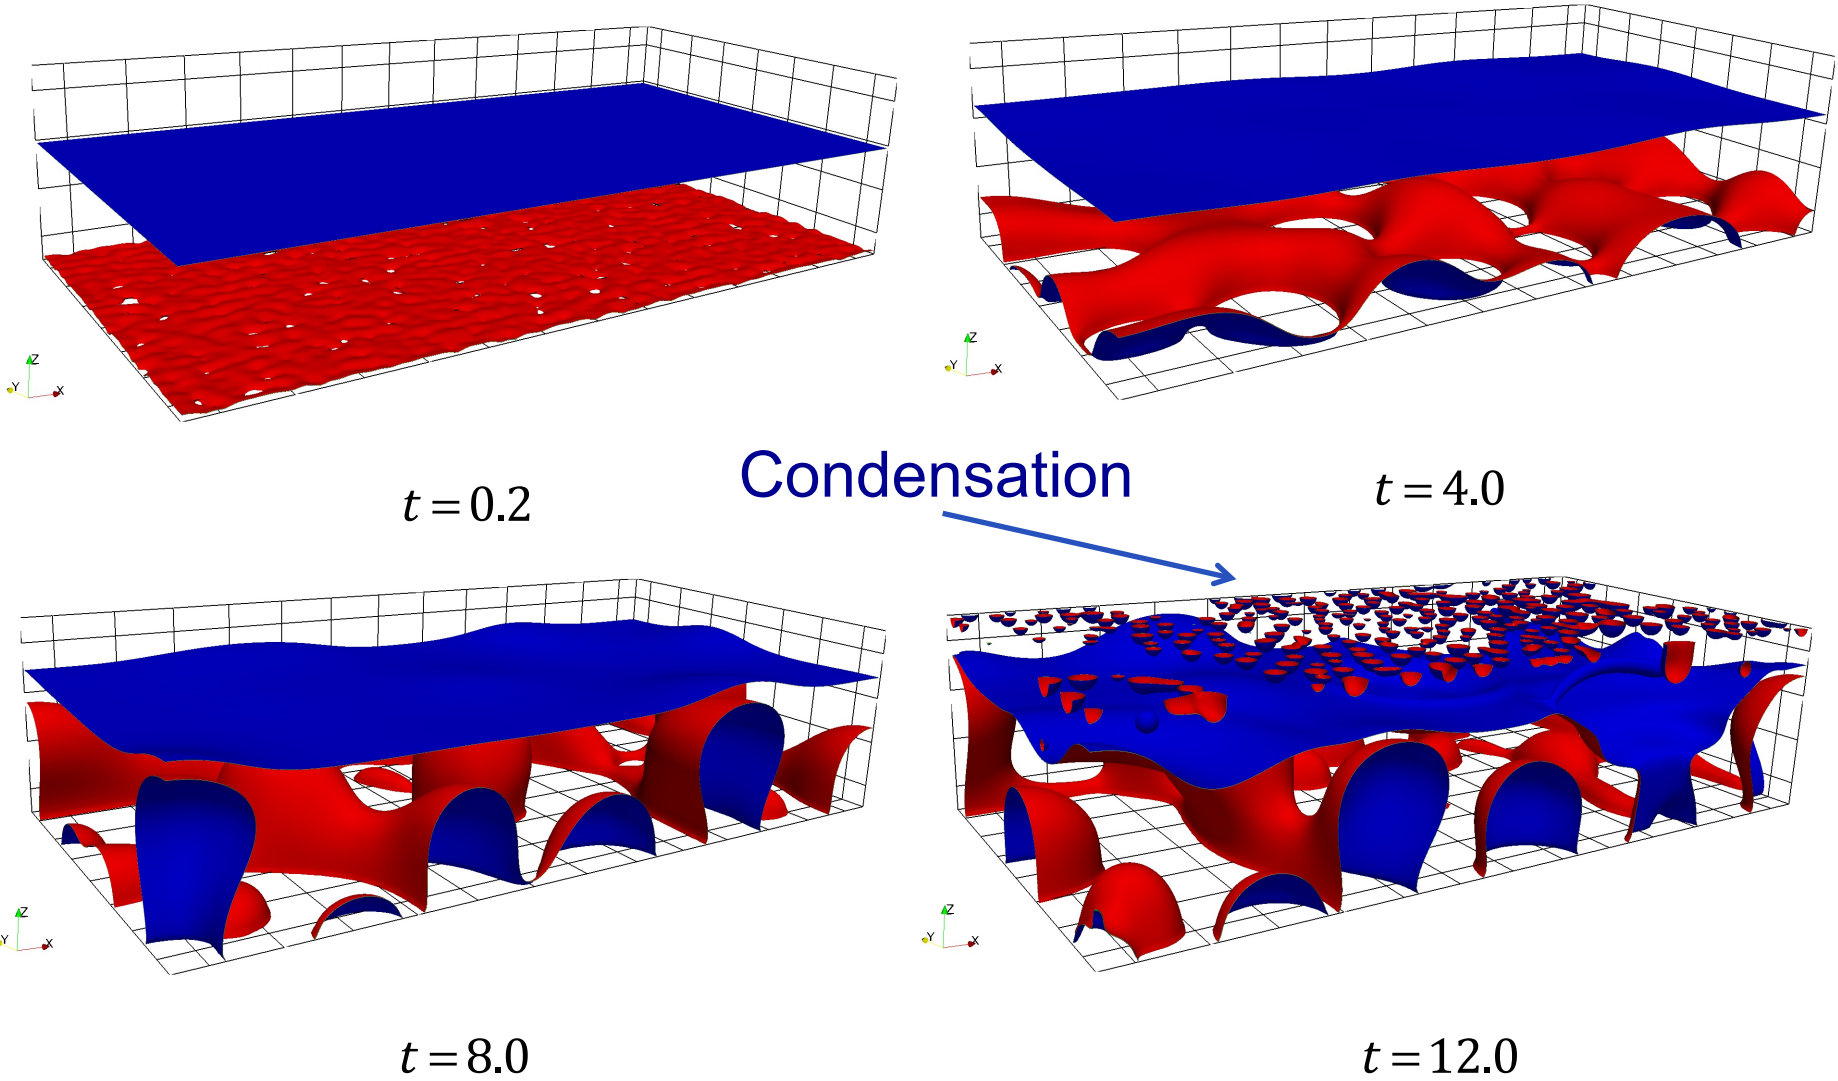 Z
Y
X
Z
Y
X
t = 0.2
Condensation
t = 4.0
Z
Y
X
Z
Y
X
t = 8.0
t = 12.0